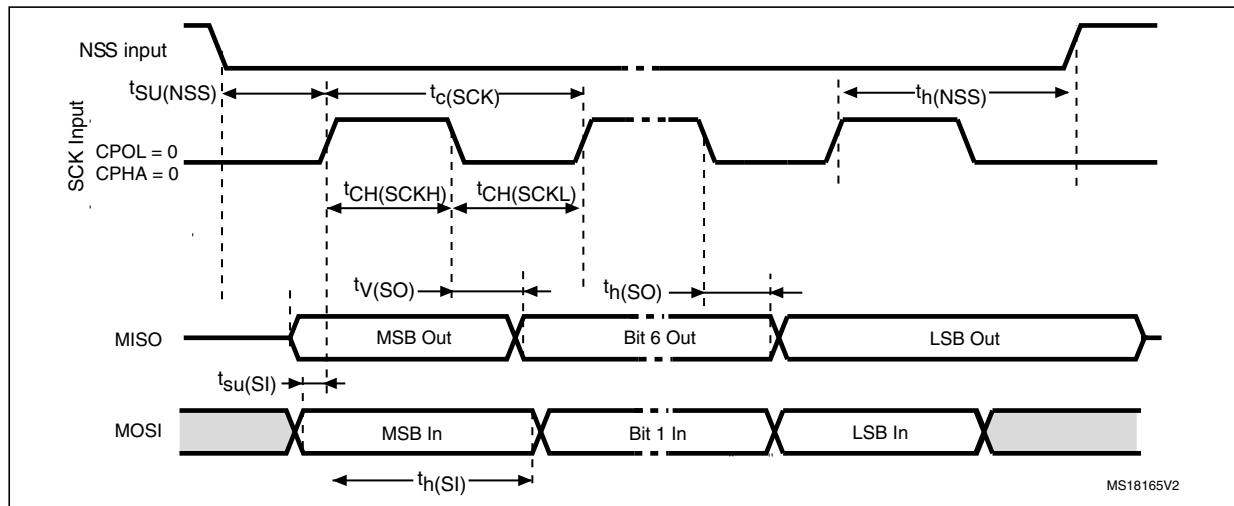 NSS input
tSU(NSS)
tc(SCK)
th(NSS)
SCK Input
CPOL = 0
CPHA = 0
tCH(SCKH)
tCH(SCKL)
tV(SO)
th(SO)
MISO
MSB Out
Bit 6 Out
LSB Out
tsu(SI)
MOSI
MSB In
Bit 1 In
LSB In
th(SI)
MS18165V2